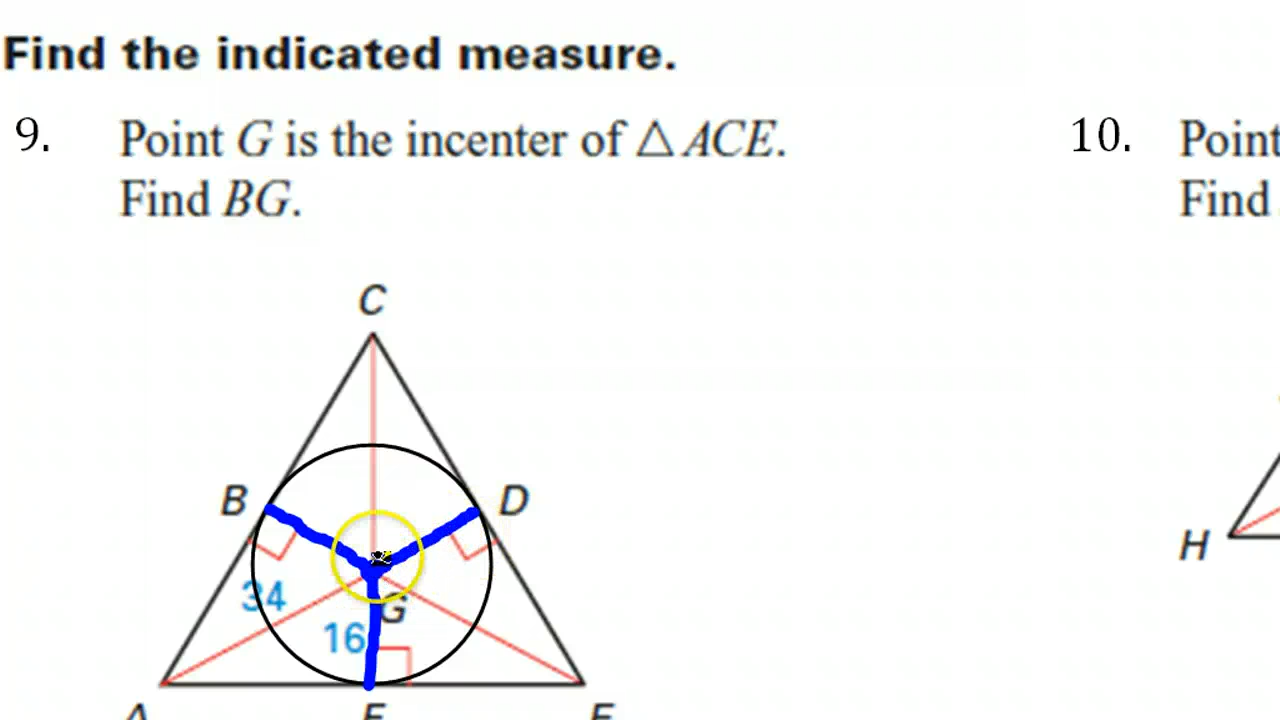 Find the indicated measure.
9. Point G is the incenter of △ACE.
Find BG.
10. Point
Find
C
B
D
H
34
G
16
A
F
E